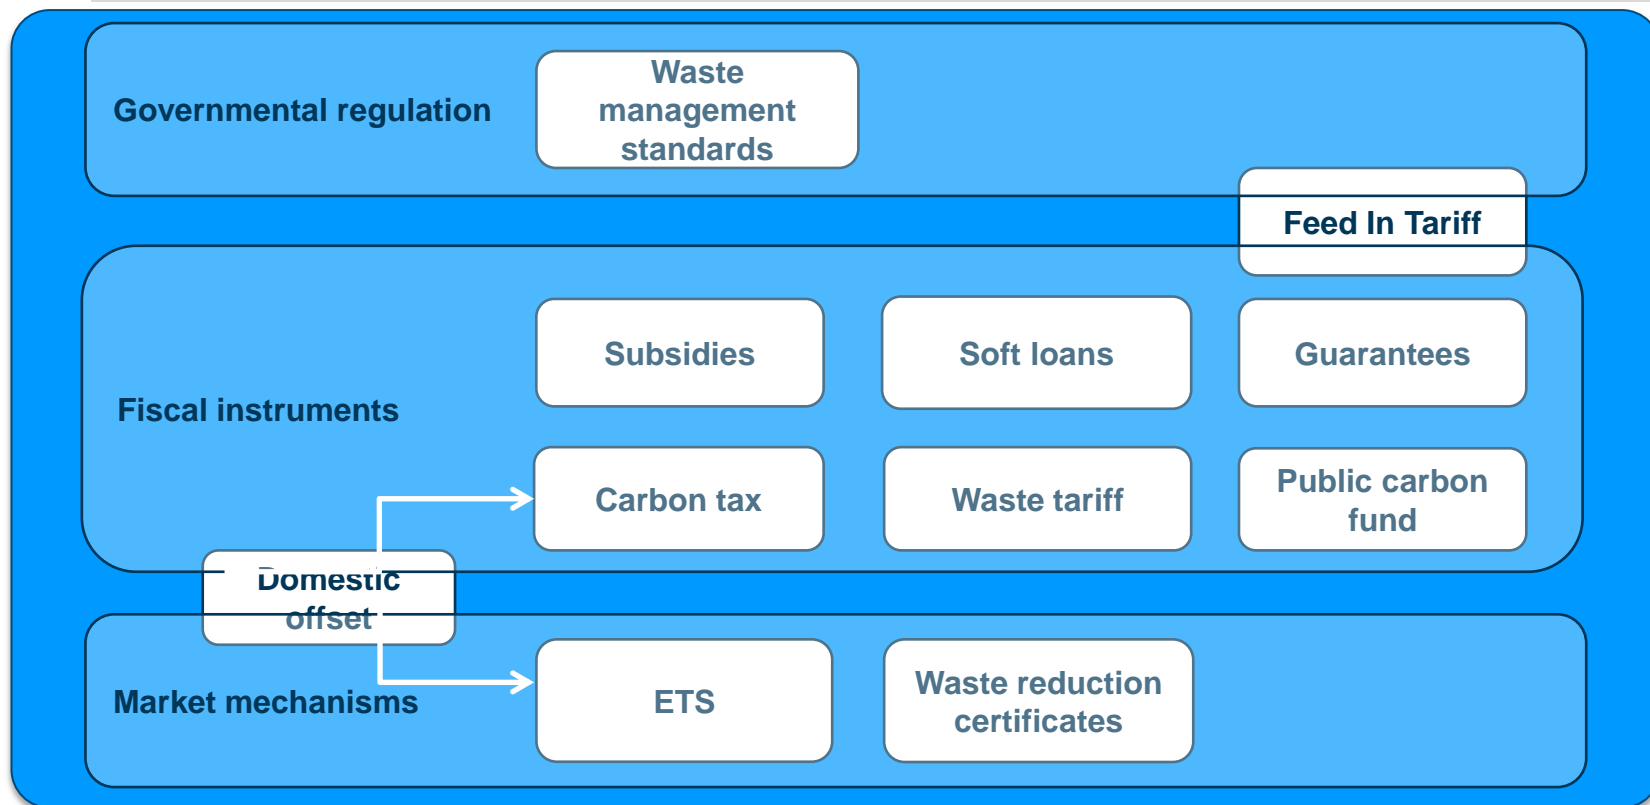 Governmental regulation
Waste
management
standards
Feed In Tariff
Fiscal instruments
Subsidies
Soft loans
Guarantees
Carbon tax
Waste tariff
Public carbon
fund
Domestic
offset
Market mechanisms
ETS
Waste reduction
certificates